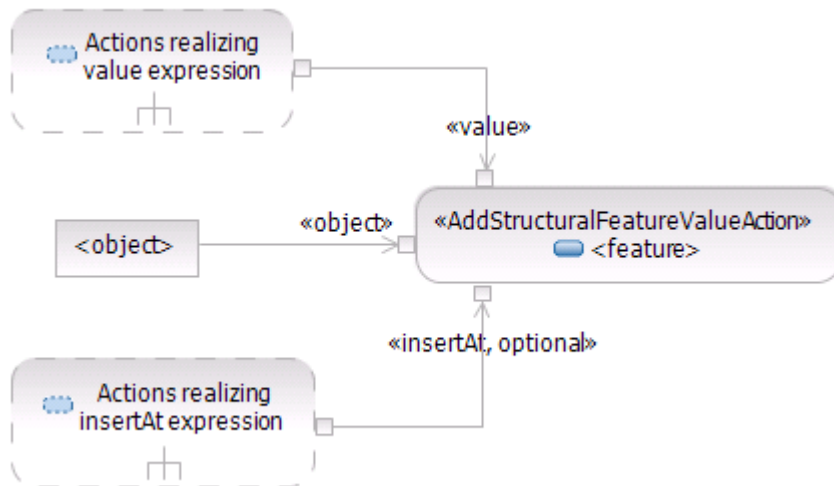 Actions realizing
value expression
«value»
«object»
<object>
«AddStructuralFeatureValueAction»
<feature>
«insertAt, optional»
Actions realizing
insertAt expression